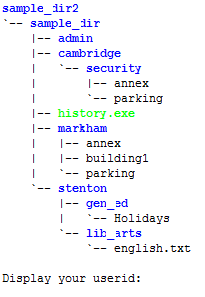 sample_dir2
`-- sample_dir
    |-- admin
    |-- cambridge
    |   `-- security
    |       |-- annex
    |       `-- parking
    |-- history.exe
    |-- markham
    |   |-- annex
    |   |-- building1
    |   `-- parking
    `-- stenton
        |-- gen_ed
        |   `-- Holidays
        `-- lib_arts
            `-- english.txt
Display your userid: